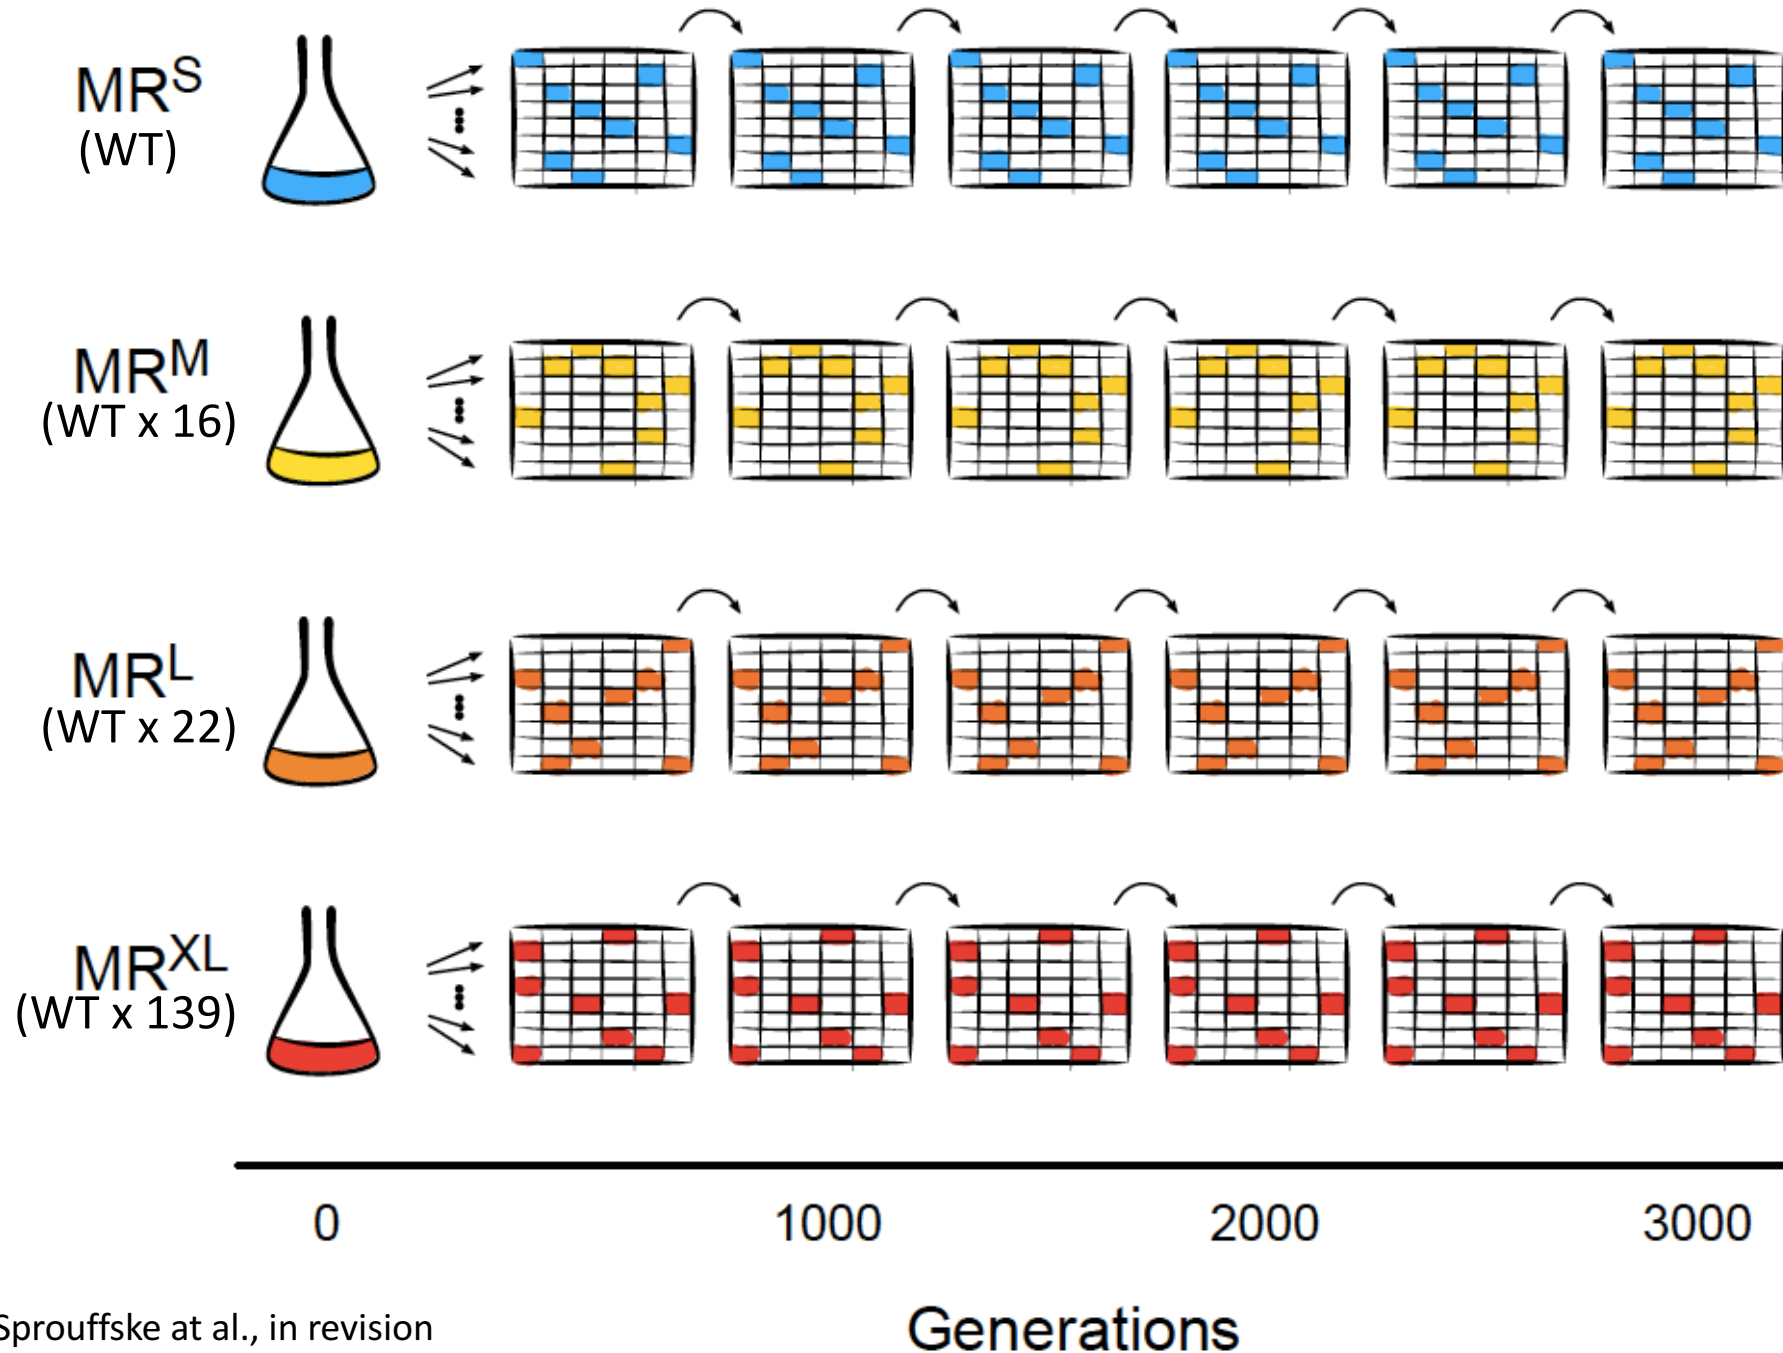 MRS
(WT)
MRM
(WT x 16)
MRL
(WT x 22)
MRXL
(WT x 139)
0 1000 2000 3000
Generations
Sprouffske at al., in revision